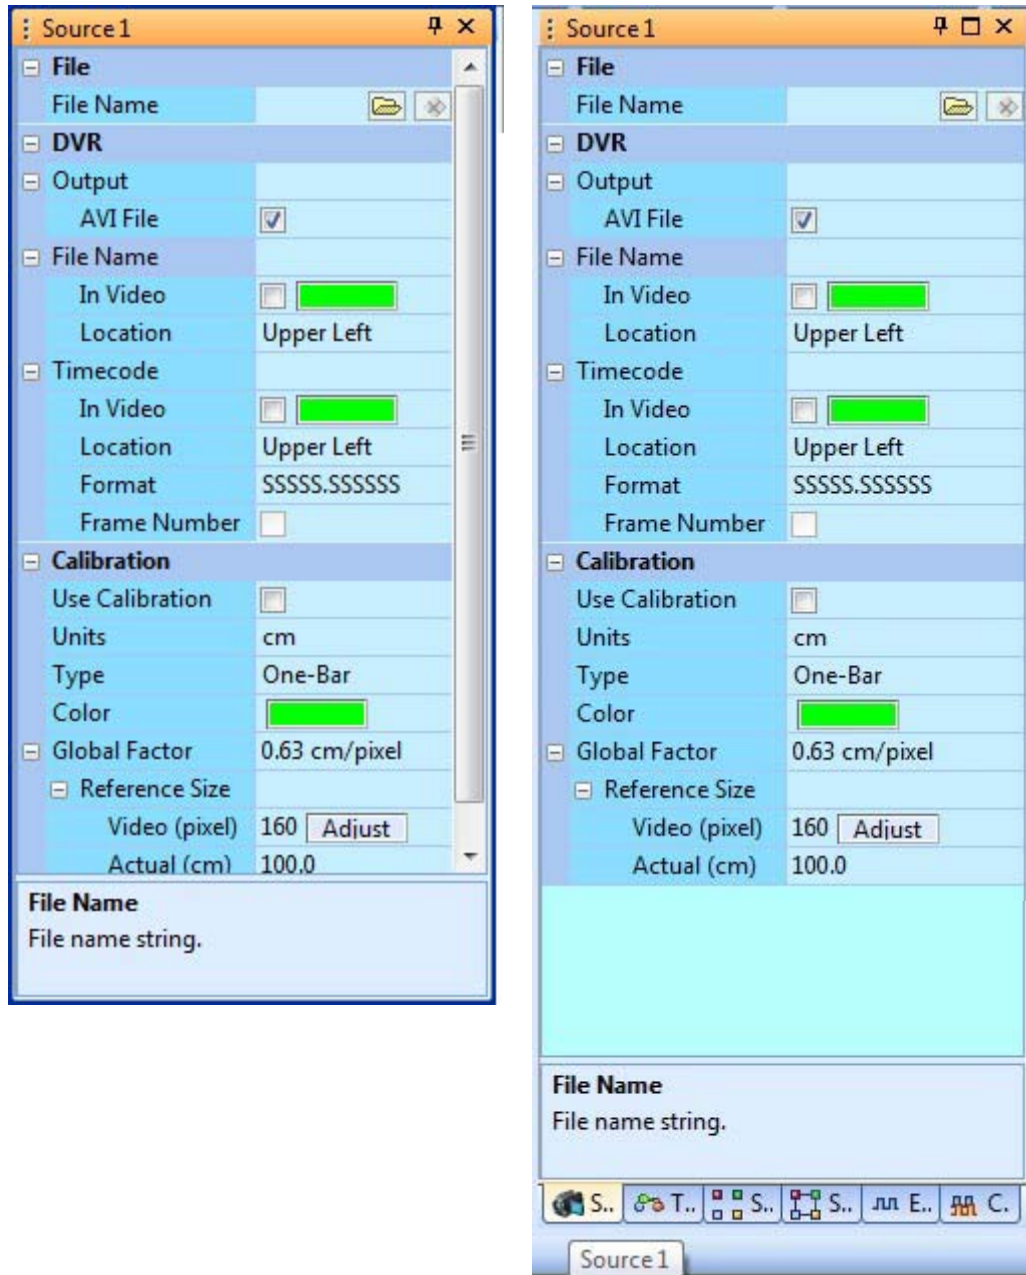 Source 1
File
File Name
DVR
Output
AVI File
File Name
In Video
Location Upper Left
Timecode
In Video
Location Upper Left
Format SSSSS.SSSSSS
Frame Number
Calibration
Use Calibration
Units cm
Type One-Bar
Color
Global Factor 0.63 cm/pixel
Reference Size
Video (pixel) 160 Adjust
Actual (cm) 100.0
File Name
File name string.
Source 1
File
File Name
DVR
Output
AVI File
File Name
In Video
Location Upper Left
Timecode
In Video
Location Upper Left
Format SSSSS.SSSSSS
Frame Number
Calibration
Use Calibration
Units cm
Type One-Bar
Color
Global Factor 0.63 cm/pixel
Reference Size
Video (pixel) 160 Adjust
Actual (cm) 100.0
File Name
File name string.
S.. T.. S.. S.. E.. C.
Source 1